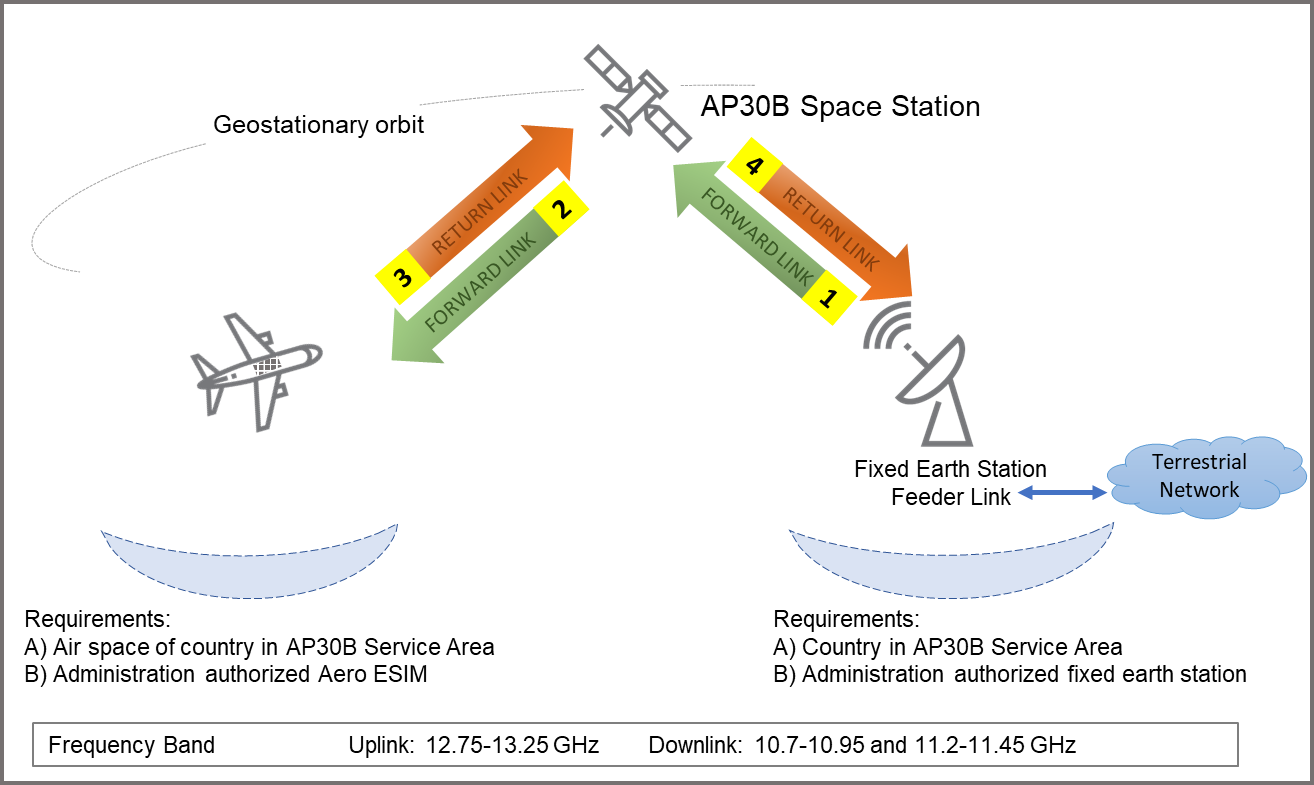 AP30B Space Station
Geostationary orbit
3 RETURN LINK
FORWARD LINK 2
4 RETURN LINK
FORWARD LINK 1
Fixed Earth Station
Feeder Link
Terrestrial
Network
Requirements:
A) Air space of country in AP30B Service Area
B) Administration authorized Aero ESIM
Requirements:
A) Country in AP30B Service Area
B) Administration authorized fixed earth station
Frequency Band Uplink: 12.75-13.25 GHz Downlink: 10.7-10.95 and 11.2-11.45 GHz